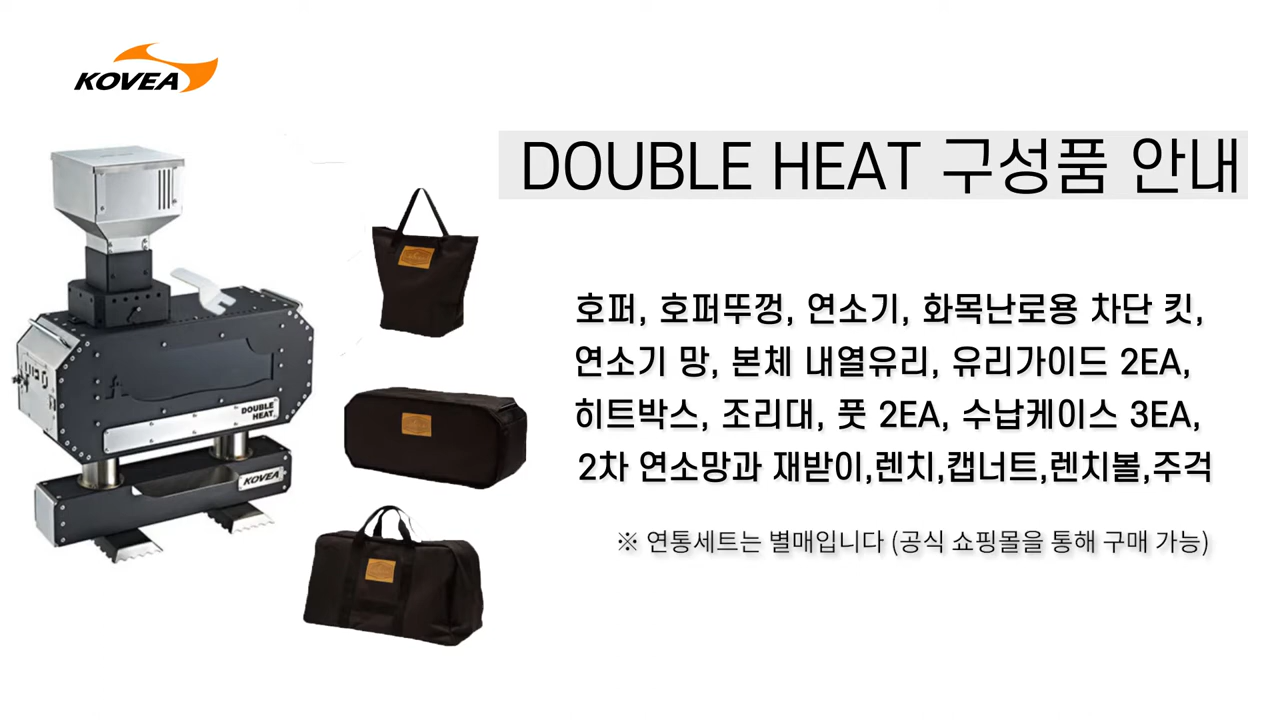 KOVEA
DOUBLE HEAT 구성품 안내
호퍼, 호퍼뚜껑, 연소기, 화목난로용 차단 킷,
연소기 망, 본체 내열유리, 유리가이드 2EA,
히트박스, 조리대, 풋 2EA, 수납케이스 3EA,
2차 연소망과 재받이,렌치,캡너트,렌치볼,주걱
※ 연통세트는 별매입니다 (공식 쇼핑몰을 통해 구매 가능)
DOUBLE
HEAT
KOVEA